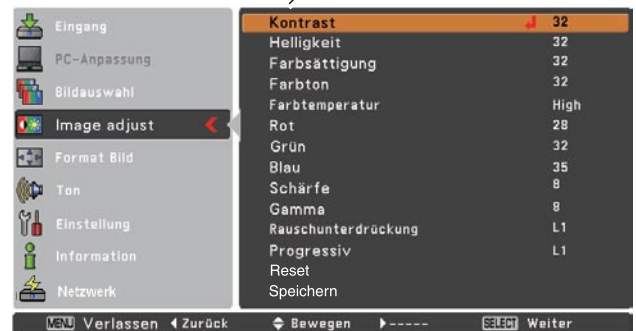 Eingang
PC-Anpassung
Bildauswahl
Image adjust
Format Bild
Ton
Einstellung
Information
Netzwerk
Kontrast 32
Helligkeit 32
Farbsättigung 32
Farbton 32
Farbtemperatur High
Rot 28
Grün 32
Blau 35
Schärfe 8
Gamma 8
Rauschunterdrückung L1
Progressiv L1
Reset
Speichern
MENU Verlassen Zurück Bewegen ----- SELECT Weiter